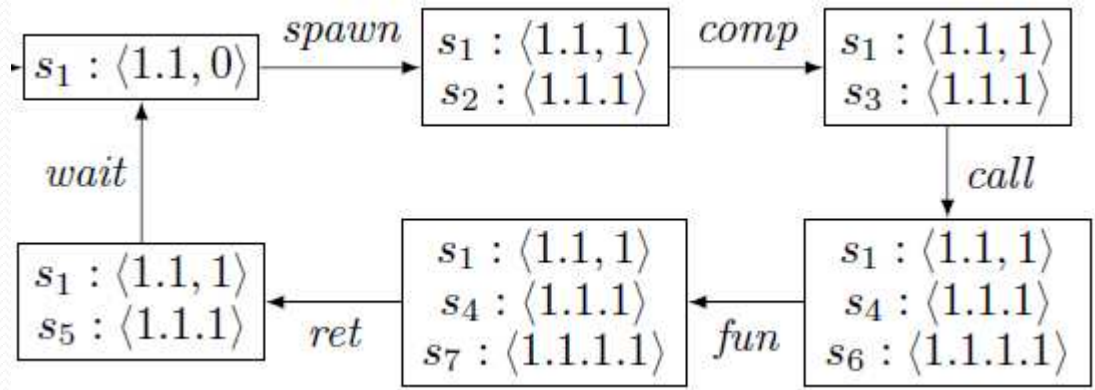 s₁ : ⟨1.1, 0⟩
spawn
s₁ : ⟨1.1, 1⟩
s₂ : ⟨1.1.1⟩
comp
s₁ : ⟨1.1, 1⟩
s₃ : ⟨1.1.1⟩
call
s₁ : ⟨1.1, 1⟩
s₄ : ⟨1.1.1⟩
s₆ : ⟨1.1.1.1⟩
fun
s₁ : ⟨1.1, 1⟩
s₄ : ⟨1.1.1⟩
s₇ : ⟨1.1.1.1⟩
ret
s₁ : ⟨1.1, 1⟩
s₅ : ⟨1.1.1⟩
wait